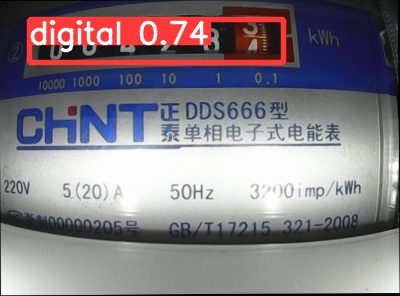 digital 0.74
kWh
10000 1000 100 10 1 0.1
CHNT 正泰 DDS666型
单相电子式电能表
220V 5(20)A 50Hz 3200imp/kWh
00000205号 GB/T17215.321-2008